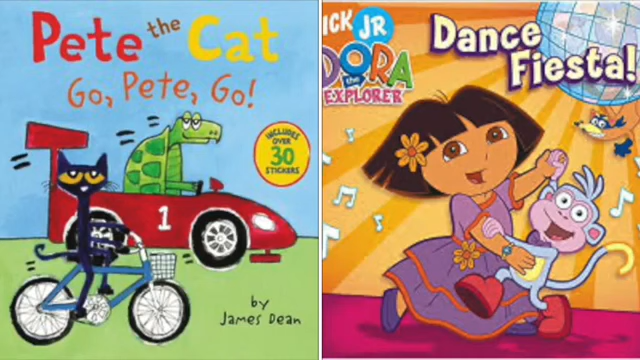 Pete the Cat
Go, Pete, Go!
INCLUDES
OVER
30
STICKERS
1
by
James Dean
ICK JR
DORA
the
EXPLORER
Dance
Fiesta!